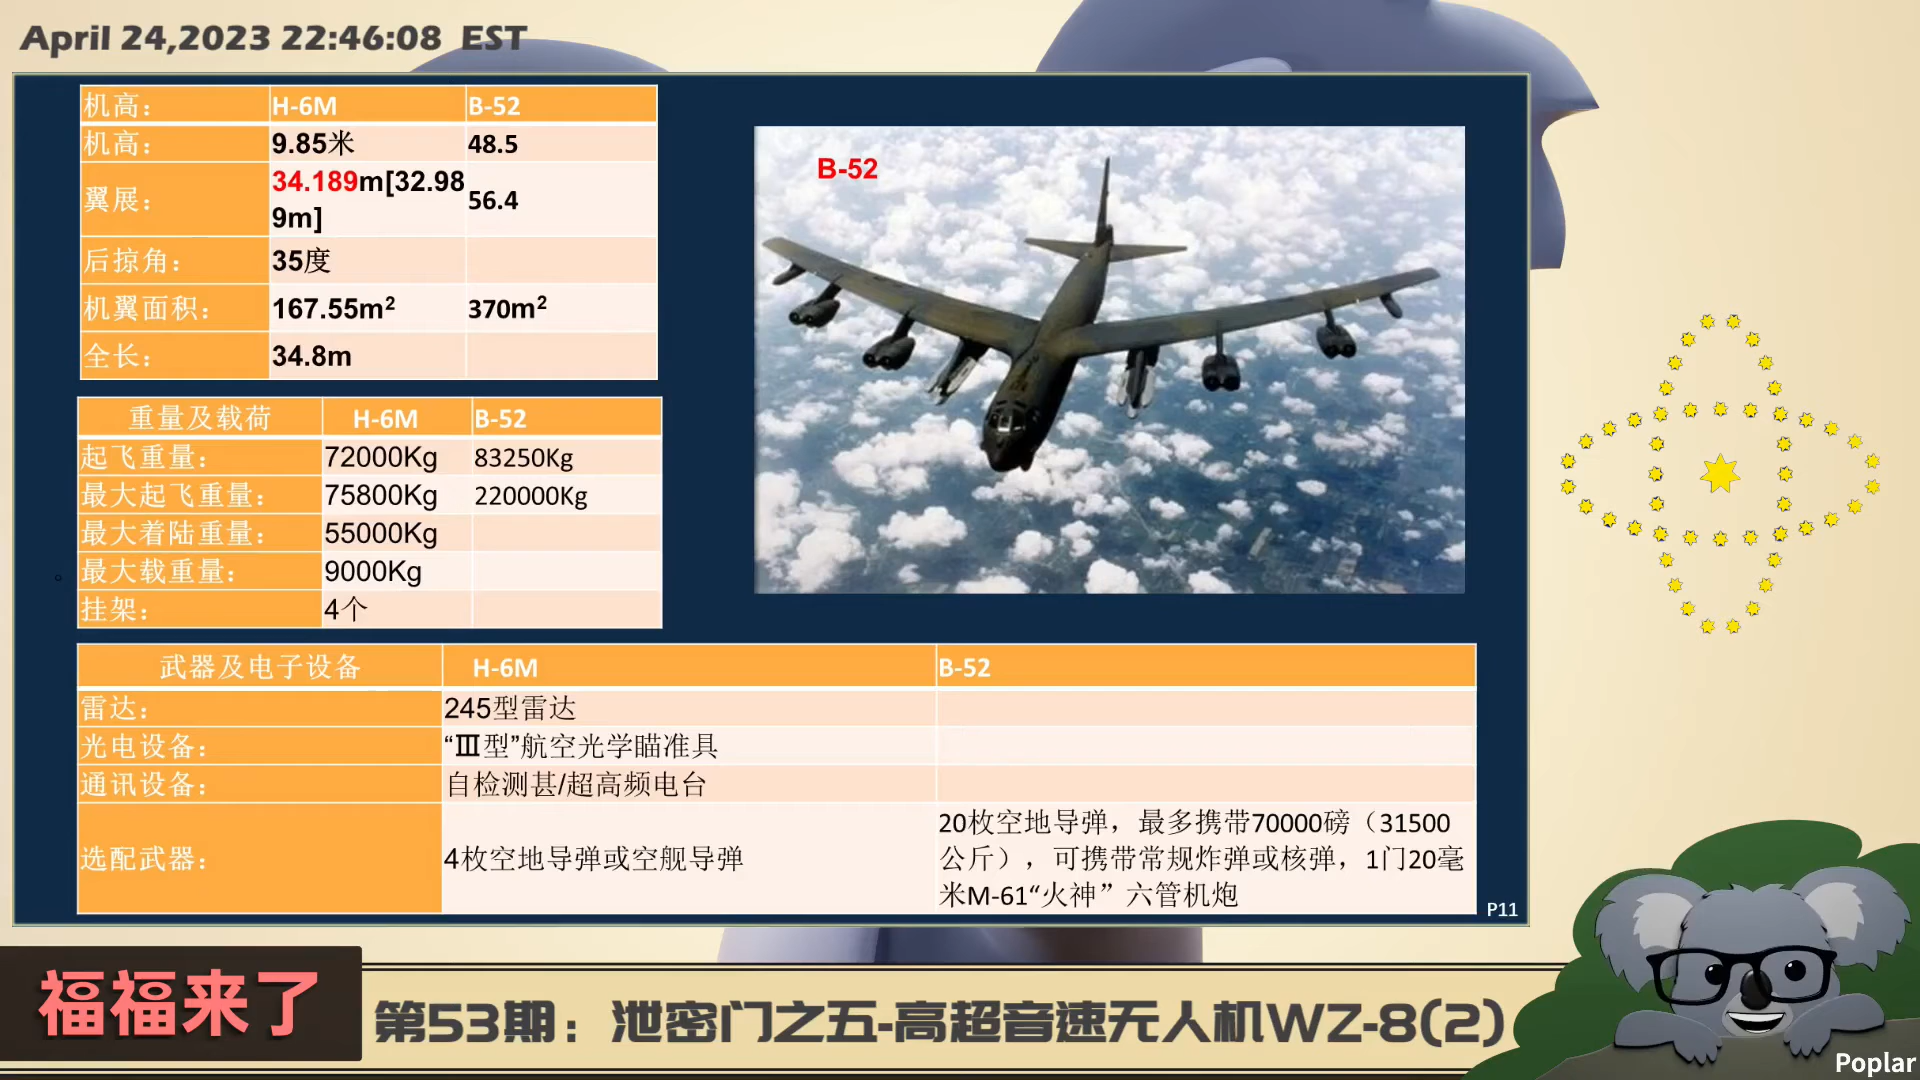 April 24,2023 22:46:08 EST
机高： H-6M B-52
机高： 9.85米 48.5
翼展： 34.189m[32.98
9m] 56.4
后掠角： 35度
机翼面积： 167.55m² 370m²
全长： 34.8m
B-52
重量及载荷 H-6M B-52
起飞重量： 72000Kg 83250Kg
最大起飞重量： 75800Kg 220000Kg
最大着陆重量： 55000Kg
最大载重量： 9000Kg
挂架： 4个
武器及电子设备 H-6M B-52
雷达： 245型雷达
光电设备： “Ⅲ型”航空光学瞄准具
通讯设备： 自检测甚/超高频电台
选配武器： 4枚空地导弹或空舰导弹
20枚空地导弹，最多携带70000磅（31500
公斤），可携带常规炸弹或核弹，1门20毫
米M-61“火神”六管机炮
P11
福福来了
第53期：泄密门之五-高超音速无人机WZ-8(2)
Poplar